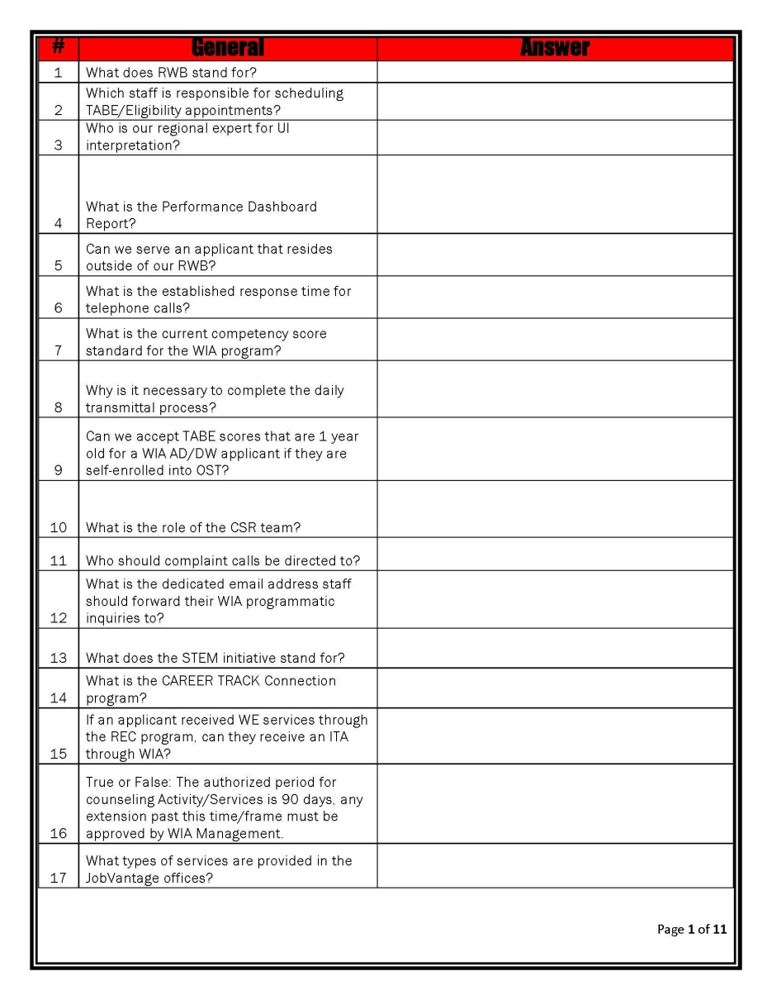 # General Answer
1 What does RWB stand for?
Which staff is responsible for scheduling
2 TABE/Eligibility appointments?
Who is our regional expert for UI
3 interpretation?
What is the Performance Dashboard
4 Report?
Can we serve an applicant that resides
5 outside of our RWB?
What is the established response time for
6 telephone calls?
What is the current competency score
7 standard for the WIA program?
Why is it necessary to complete the daily
8 transmittal process?
Can we accept TABE scores that are 1 year
old for a WIA AD/DW applicant if they are
9 self-enrolled into OST?
10 What is the role of the CSR team?
11 Who should complaint calls be directed to?
What is the dedicated email address staff
should forward their WIA programmatic
12 inquiries to?
13 What does the STEM initiative stand for?
What is the CAREER TRACK Connection
14 program?
If an applicant received WE services through
the REC program, can they receive an ITA
15 through WIA?
True or False: The authorized period for
counseling Activity/Services is 90 days, any
extension past this time/frame must be
16 approved by WIA Management.
What types of services are provided in the
17 JobVantage offices?
Page 1 of 11